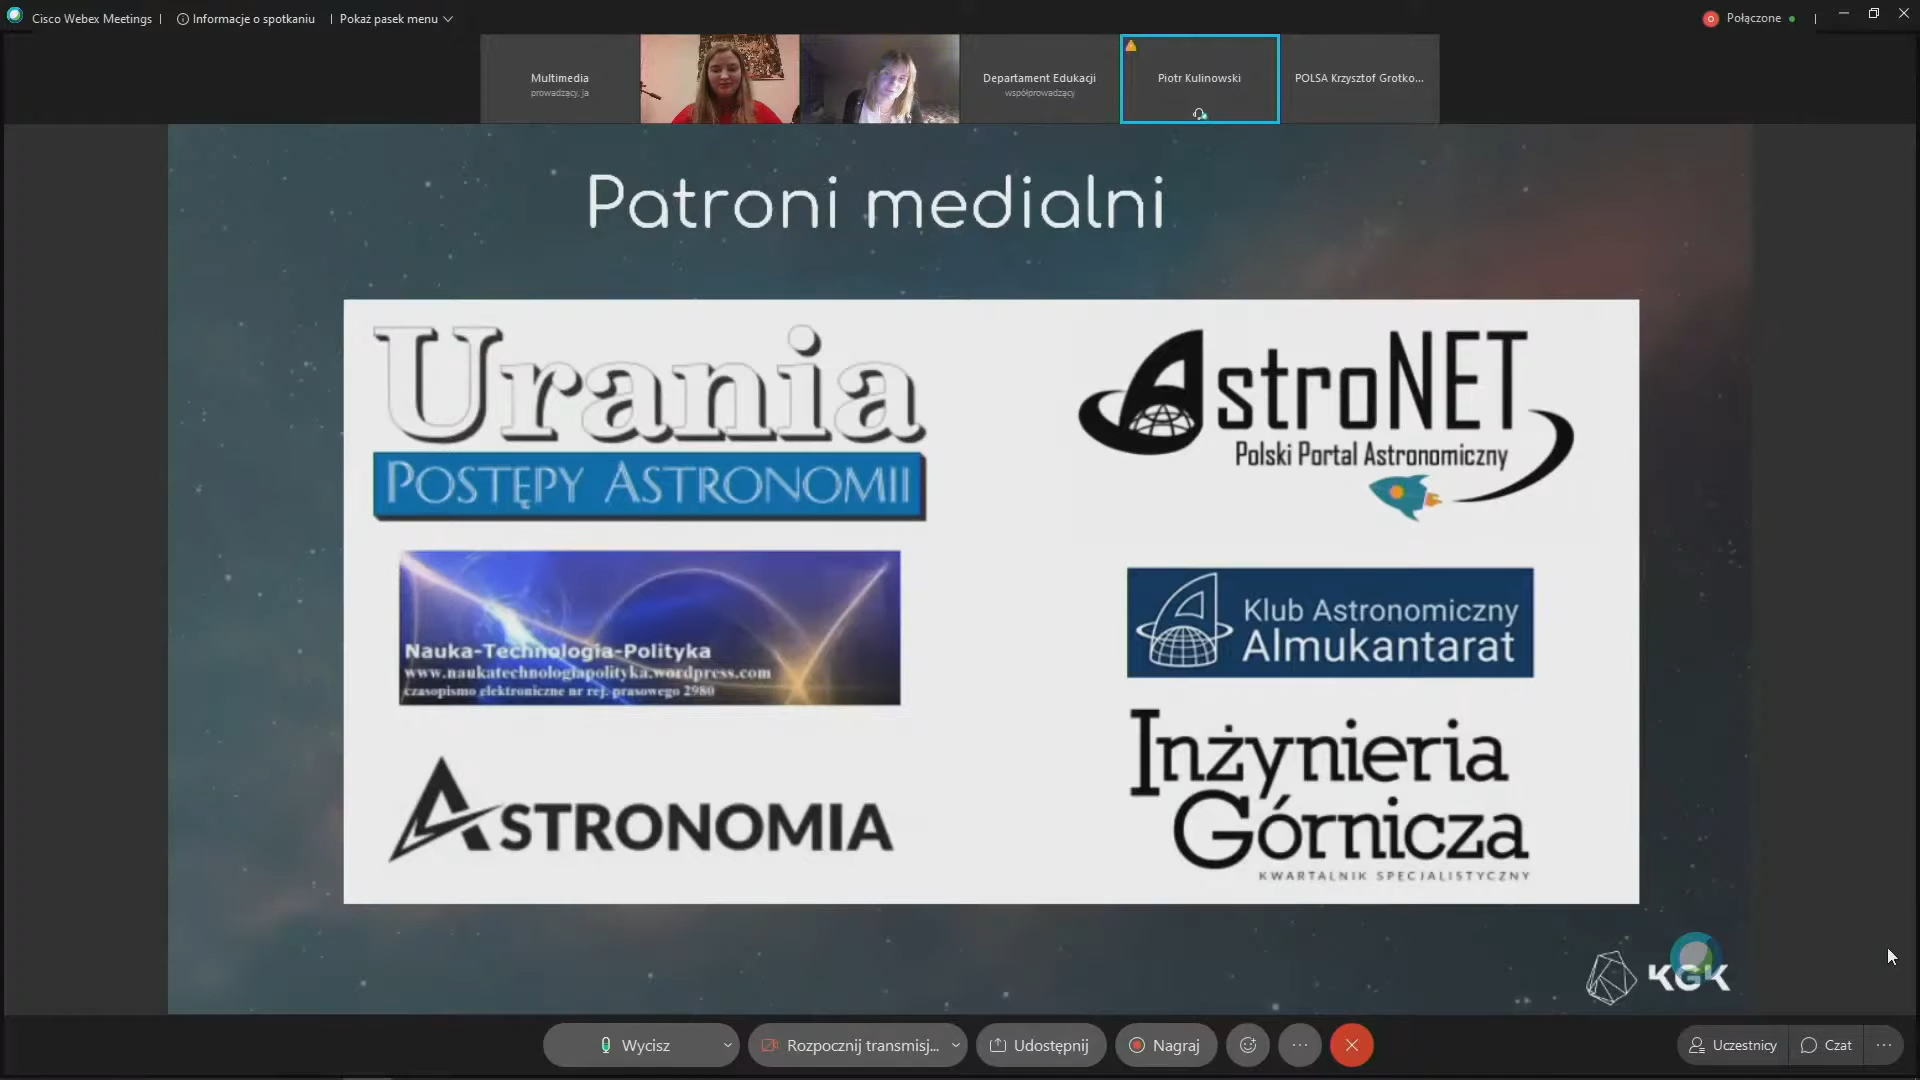 Cisco Webex Meetings
Informacje o spotkaniu
Pokaż pasek menu
Połączone
Multimedia
prowadzący, ja
Departament Edukacji
współprowadzący
Piotr Kulinowski
POLSA Krzysztof Grotko...
Patroni medialni
Urania
POSTĘPY ASTRONOMII
AstroNET
Polski Portal Astronomiczny
Nauka-Technologia-Polityka
www.naukatechnologiapolityka.wordpress.com
czasopismo elektroniczne nr rej. prasowego 2980
Klub Astronomiczny
Almukantarat
ASTRONOMIA
Inżynieria
Górnicza
KWARTALNIK SPECJALISTYCZNY
KGK
Wycisz
Rozpocznij transmisj...
Udostępnij
Nagraj
Uczestnicy
Czat